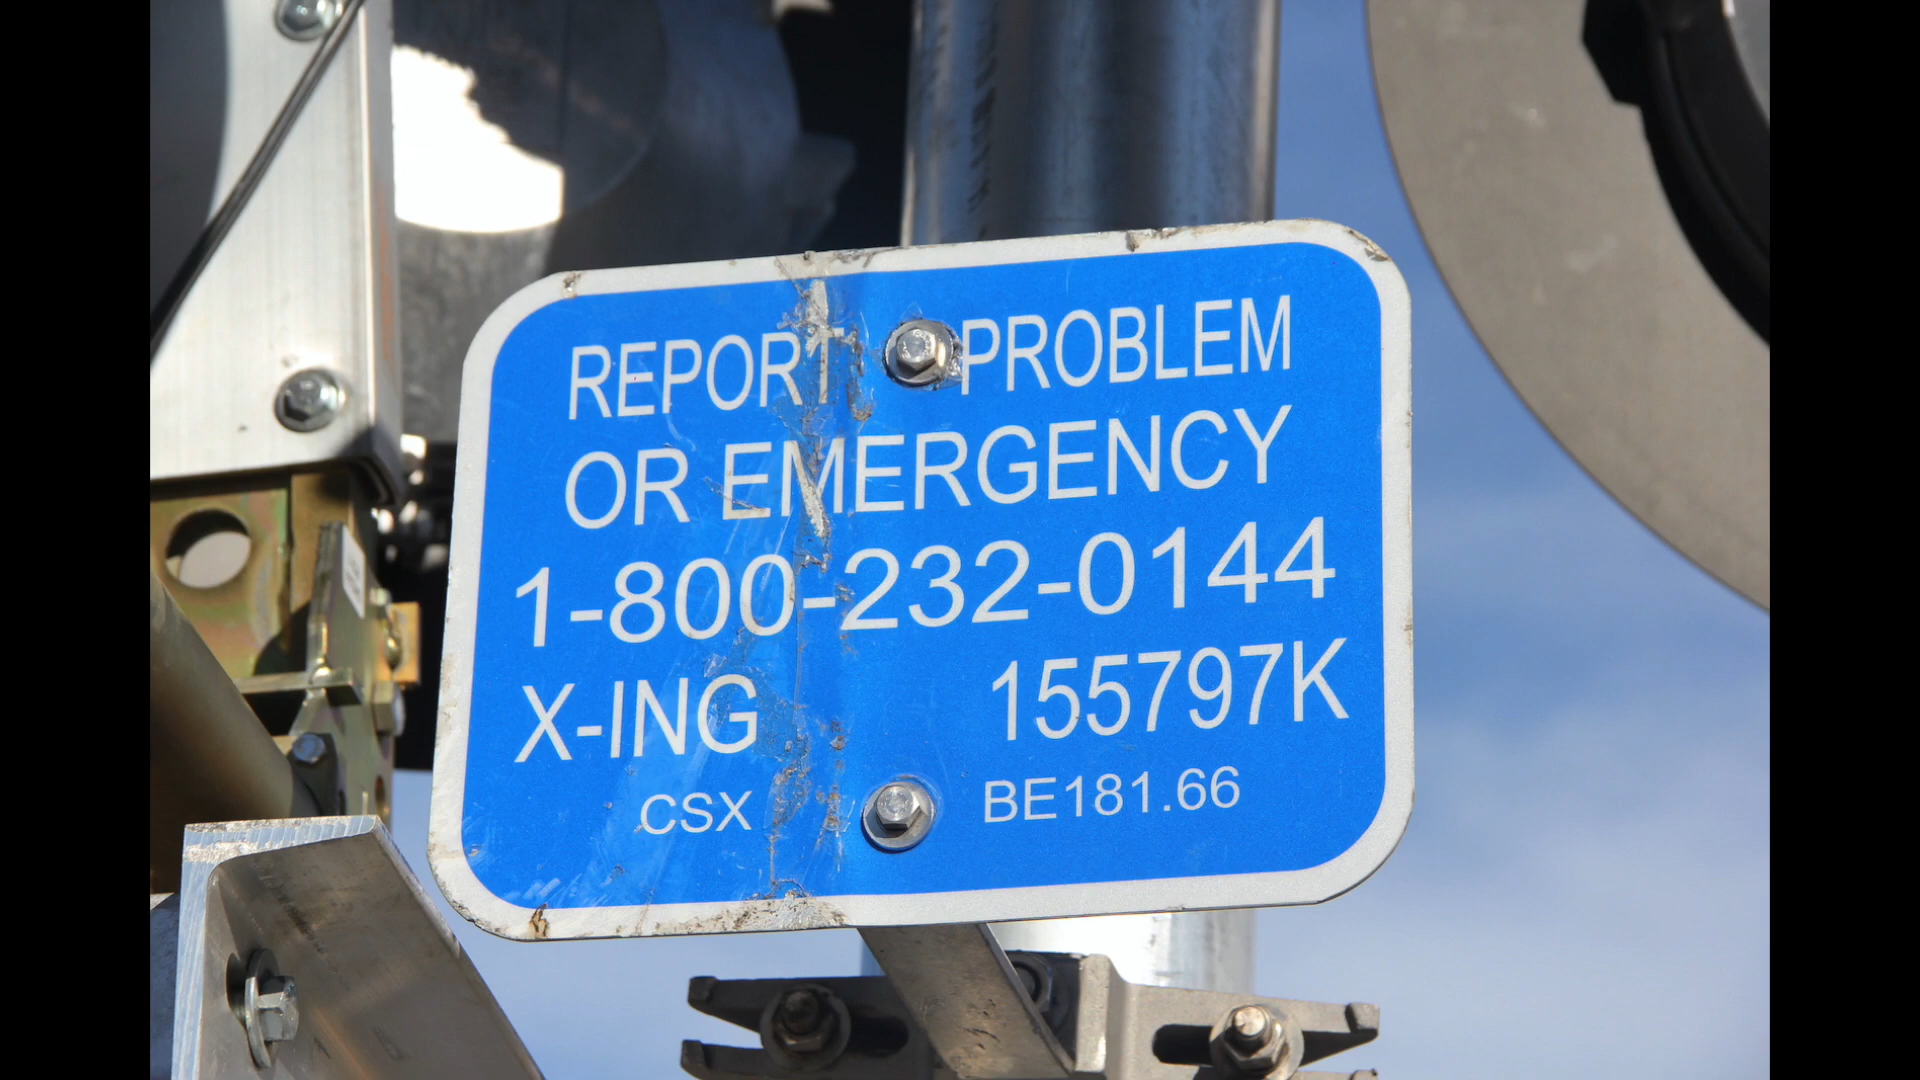 REPORT PROBLEM
OR EMERGENCY
1-800-232-0144
X-ING 155797K
CSX BE181.66